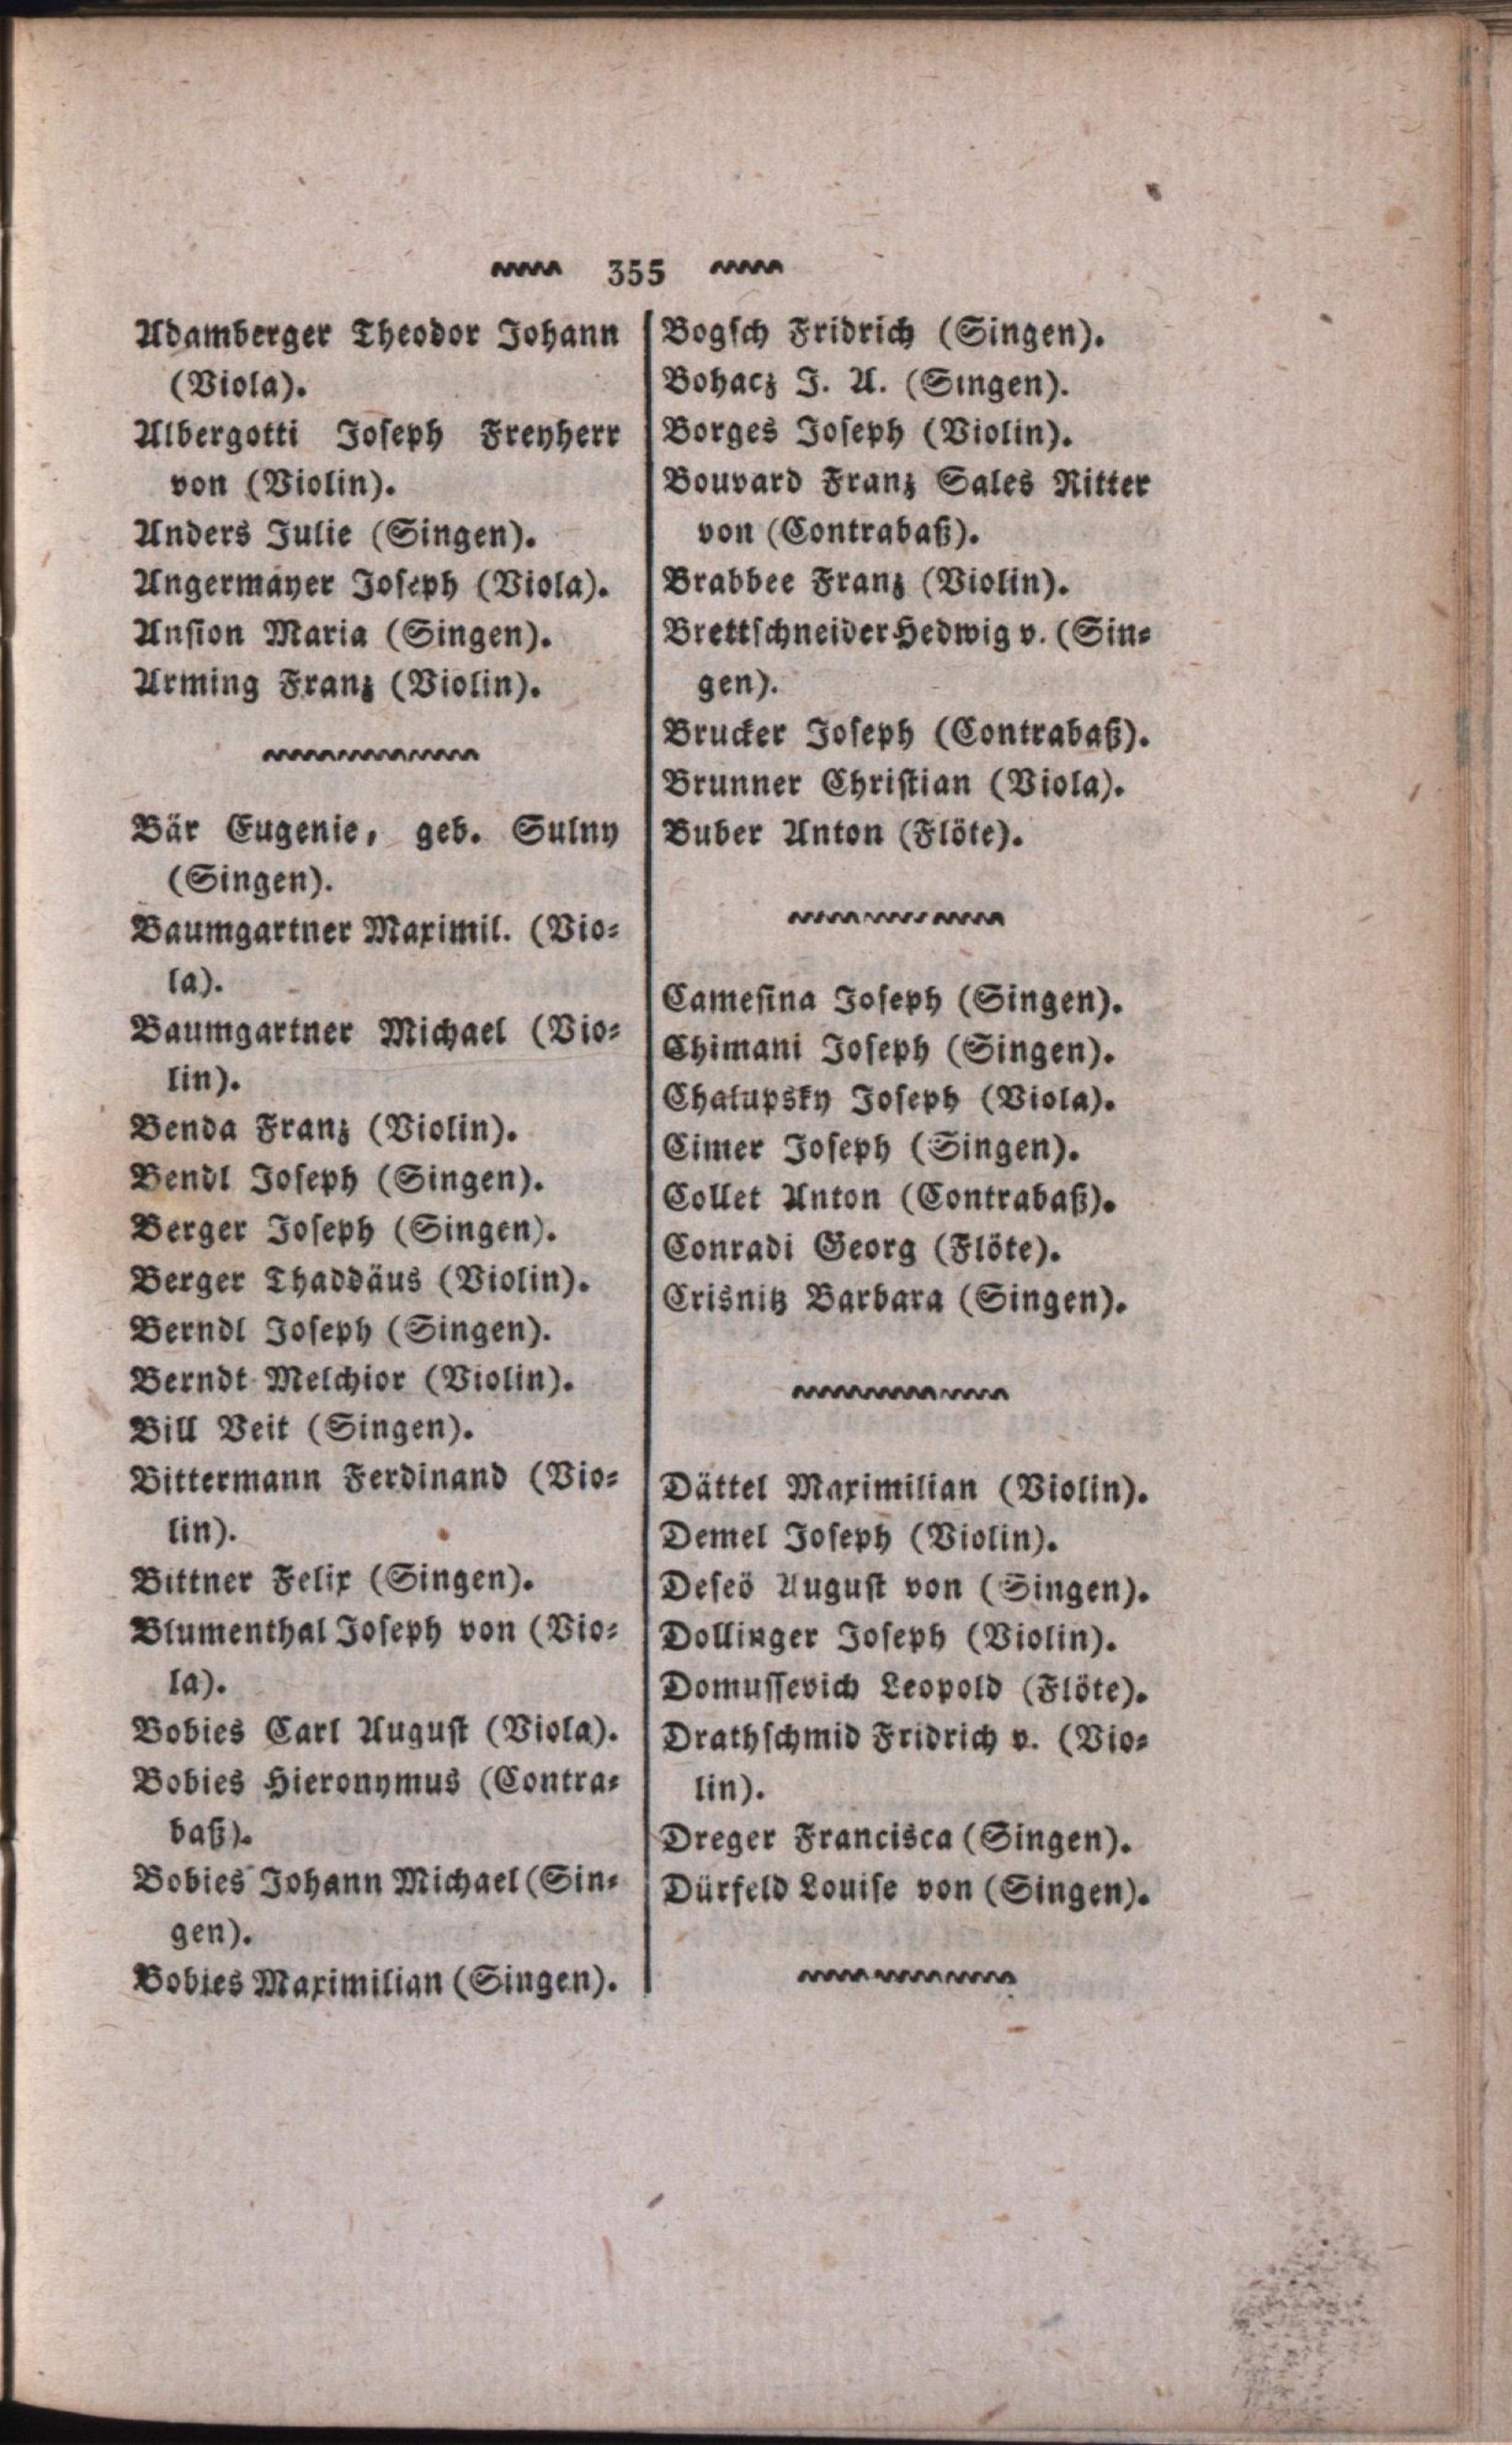 355
Adamberger Theodor Johann
(Viola).
Albergotti Joseph Freyherr
von (Violin).
Anders Julie (Singen).
Angermayer Joseph (Viola).
Ansion Maria (Singen).
Arming Franz (Violin).
Bär Eugenie, geb. Sulny
(Singen).
Baumgartner Maximil. (Vio-
la).
Baumgartner Michael (Vio-
lin).
Benda Franz (Violin).
Bendl Joseph (Singen).
Berger Joseph (Singen).
Berger Thaddäus (Violin).
Berndl Joseph (Singen).
Berndt Melchior (Violin).
Bill Veit (Singen).
Bittermann Ferdinand (Vio-
lin).
Bittner Felix (Singen).
Blumenthal Joseph von (Vio-
la).
Bobies Carl August (Viola).
Bobies Hieronymus (Contra-
baß).
Bobies Johann Michael (Sin-
gen).
Bobies Maximilian (Singen).
Bogsch Fridrich (Singen).
Bohacz J. A. (Singen).
Borges Joseph (Violin).
Bouvard Franz Sales Ritter
von (Contrabaß).
Brabbee Franz (Violin).
Brettschneider Hedwig v. (Sin-
gen).
Brucker Joseph (Contrabaß).
Brunner Christian (Viola).
Buber Anton (Flöte).
Camesina Joseph (Singen).
Chimani Joseph (Singen).
Chalupsky Joseph (Viola).
Cimer Joseph (Singen).
Collet Anton (Contrabaß).
Conradi Georg (Flöte).
Crisnitz Barbara (Singen).
Dättel Maximilian (Violin).
Demel Joseph (Violin).
Deseö August von (Singen).
Dollinger Joseph (Violin).
Domussevich Leopold (Flöte).
Drathschmid Fridrich v. (Vio-
lin).
Dreger Francisca (Singen).
Dürfeld Louise von (Singen).